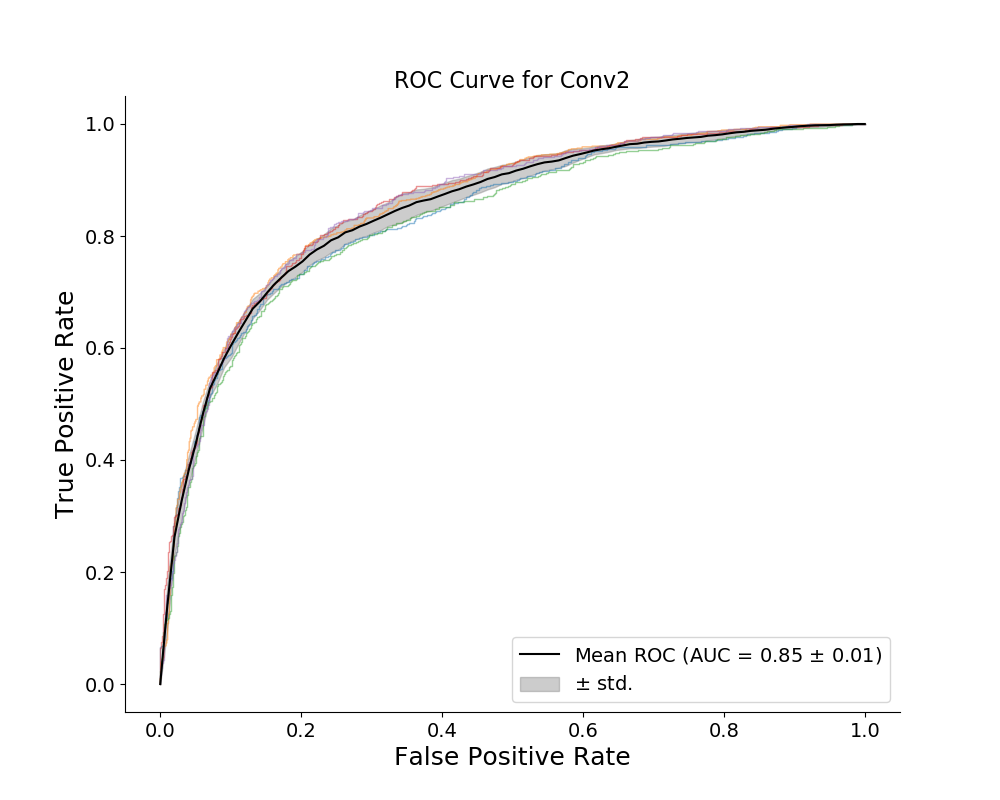 ROC Curve for Conv2
True Positive Rate
1.0
0.8
0.6
0.4
0.2
0.0
Mean ROC (AUC = 0.85 ± 0.01)
± std.
0.0 0.2 0.4 0.6 0.8 1.0
False Positive Rate